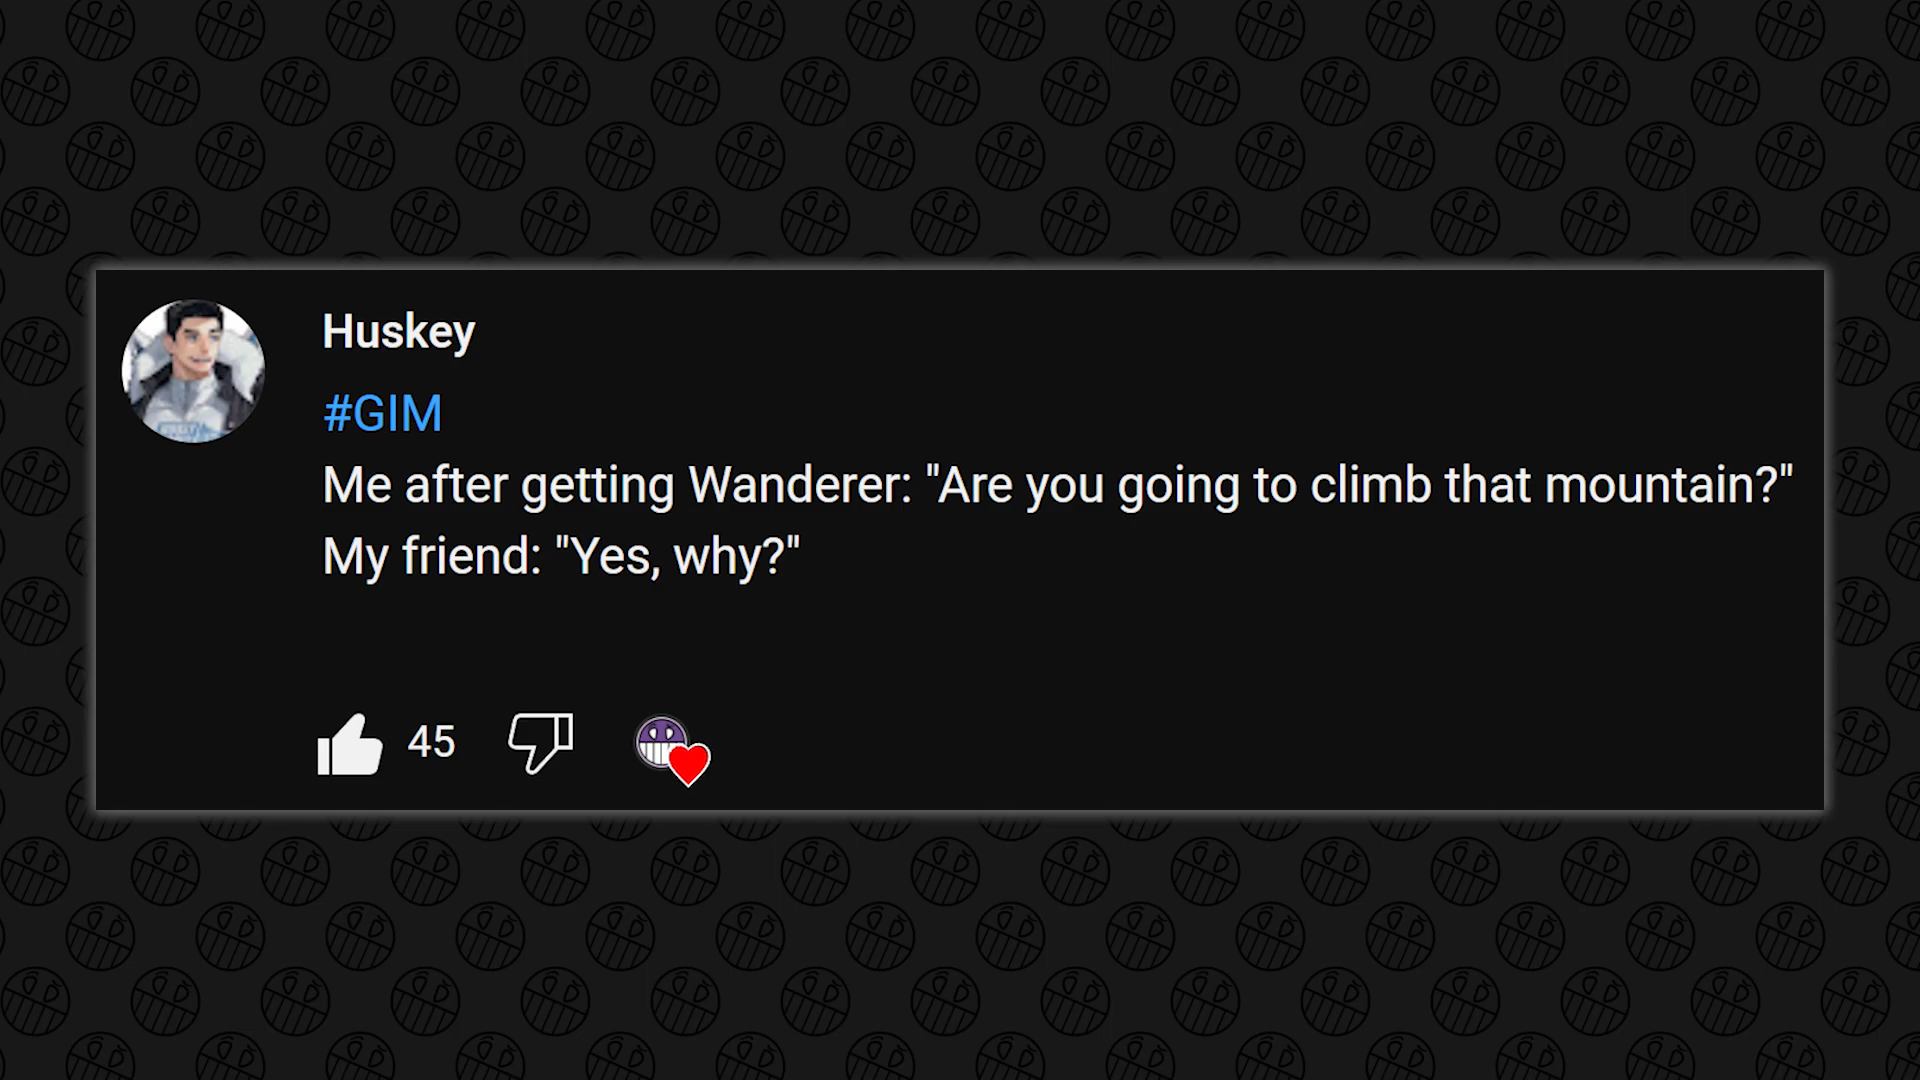 Huskey
#GIM
Me after getting Wanderer: "Are you going to climb that mountain?"
My friend: "Yes, why?"
45